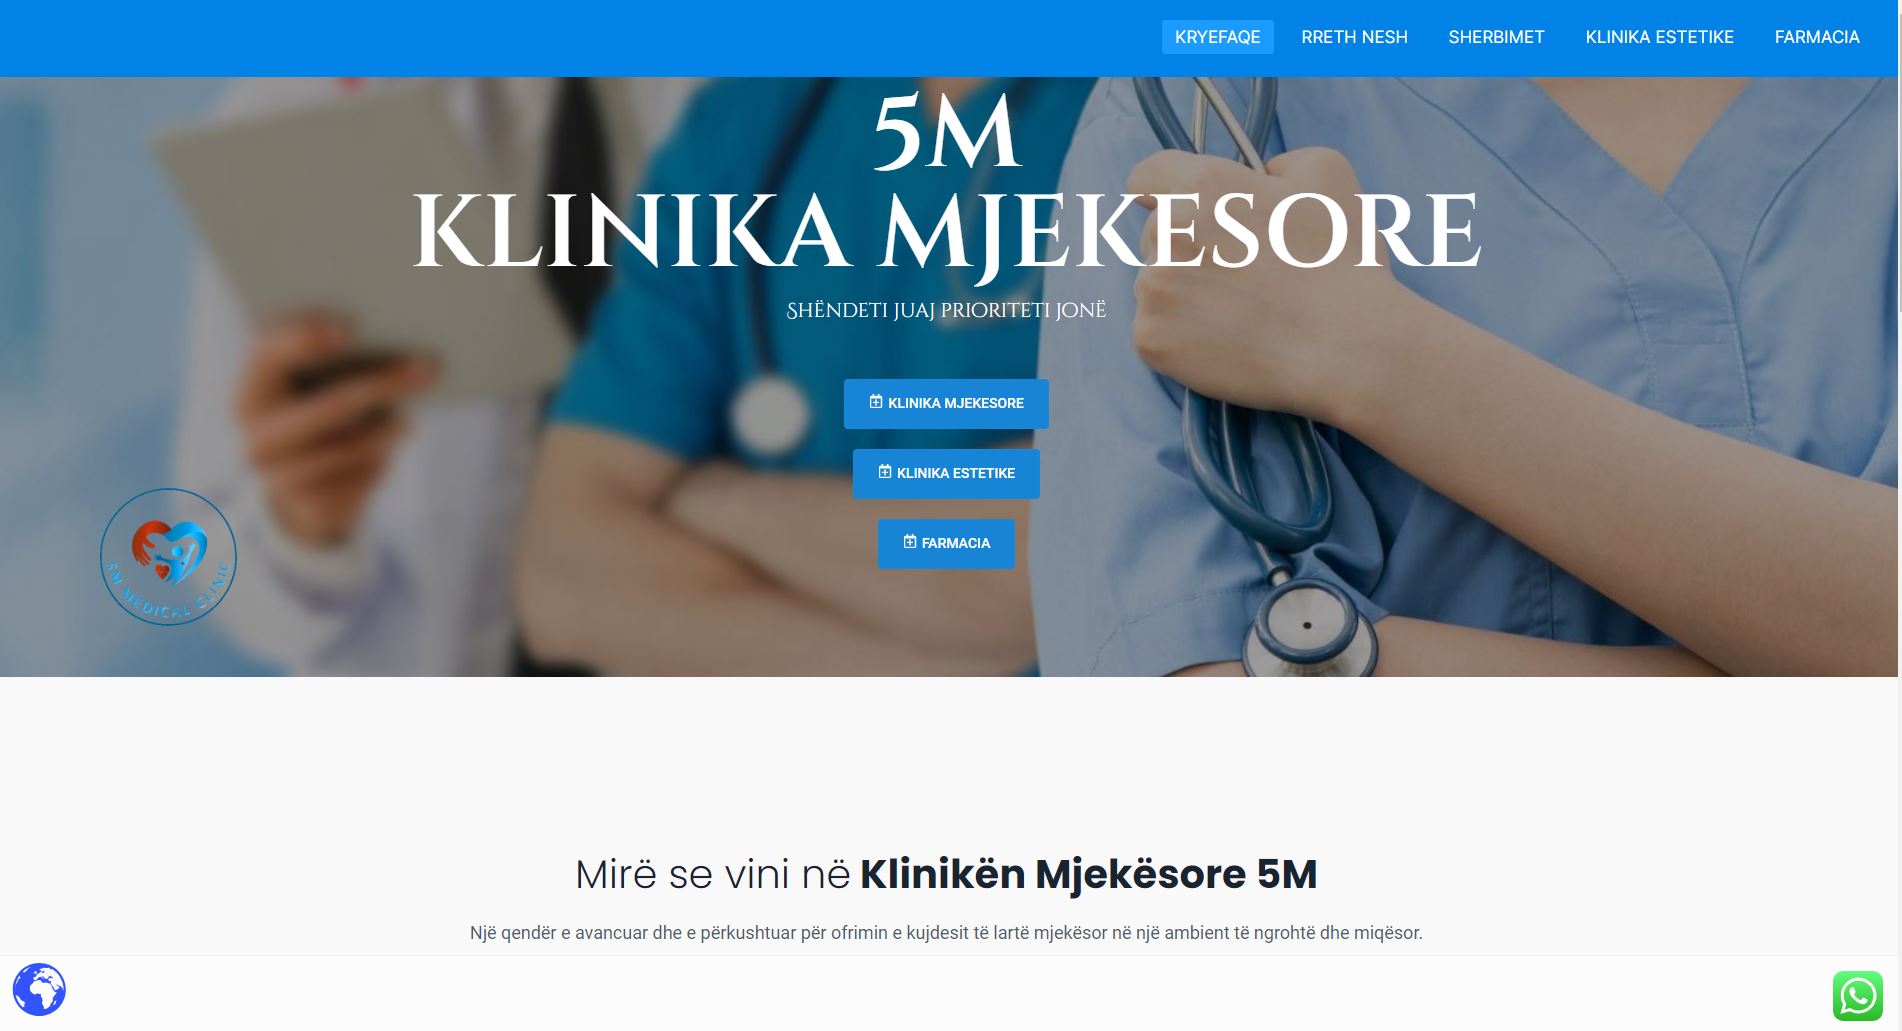 KRYEFAQE RRETH NESH SHERBIMET KLINIKA ESTETIKE FARMACIA
5M
KLINIKA MJEKESORE
SHËNDETI JUAJ PRIORITETI JONË
KLINIKA MJEKESORE
KLINIKA ESTETIKE
FARMACIA
5M MEDICAL CLINIC
Mirë se vini në Klinikën Mjekësore 5M
Një qendër e avancuar dhe e përkushtuar për ofrimin e kujdesit të lartë mjekësor në një ambient të ngrohtë dhe miqësor.